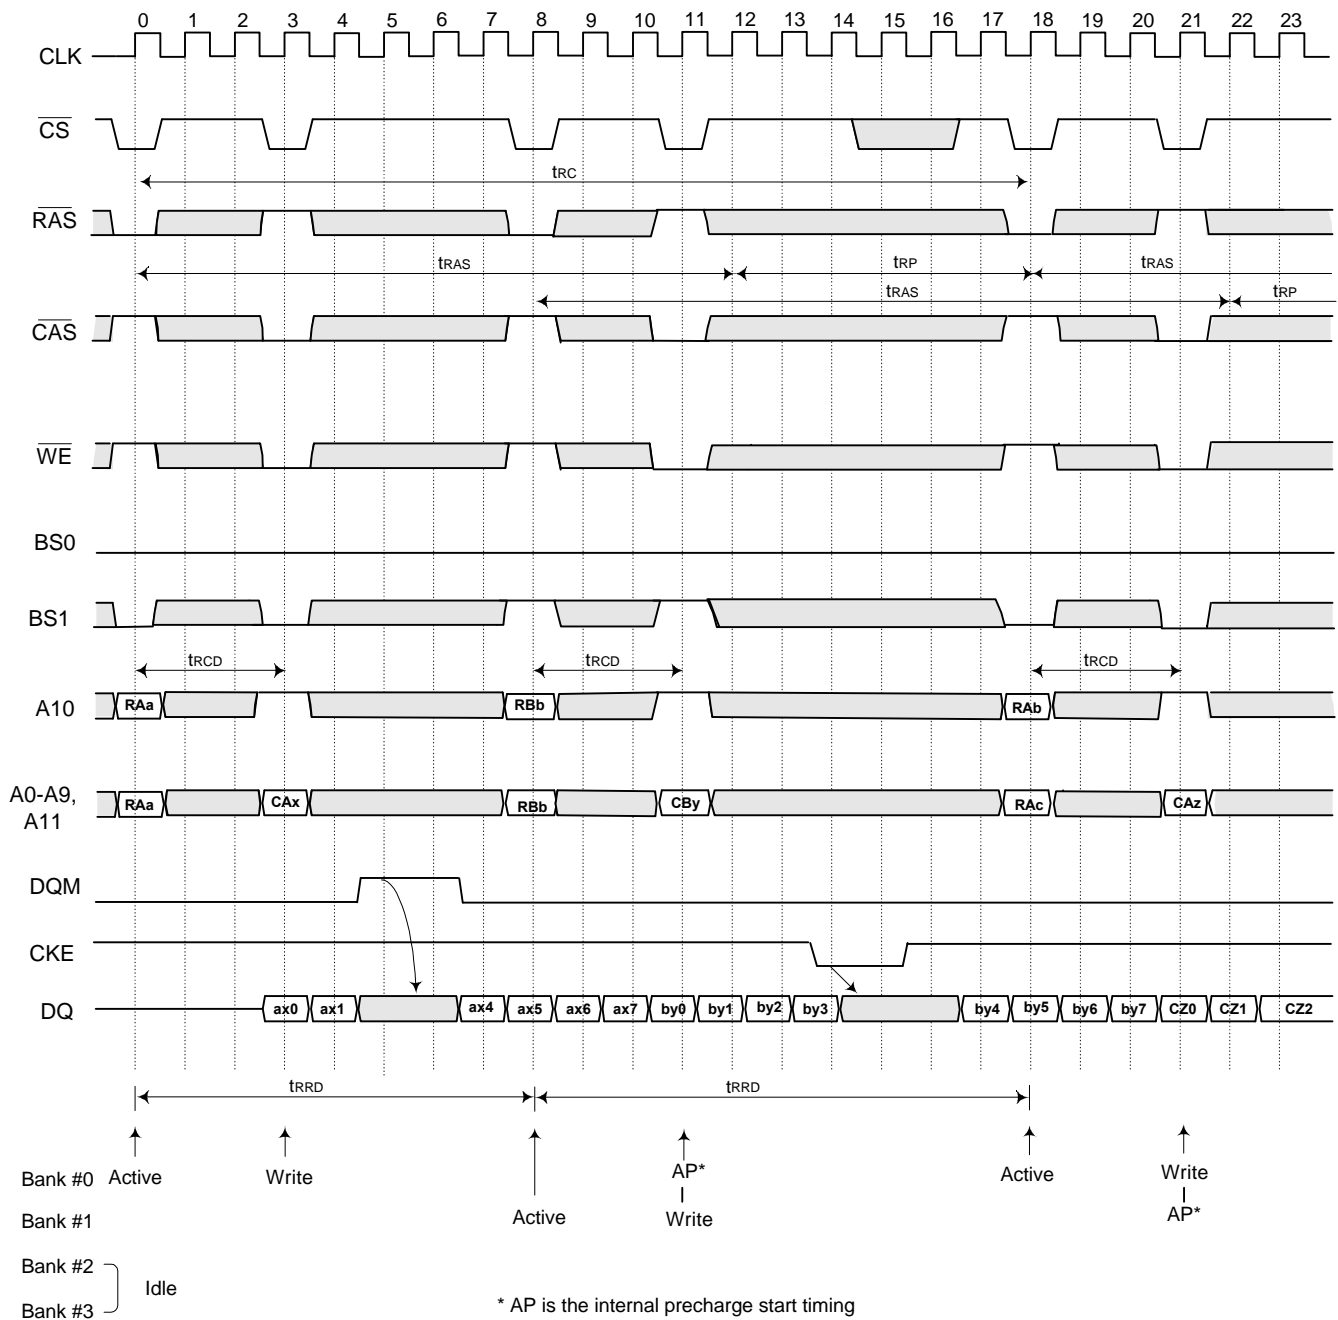 0 1 2 3 4 5 6 7 8 9 10 11 12 13 14 15 16 17 18 19 20 21 22 23
CLK
CS
tRC
RAS
tRAS tRP tRAS
tRAS tRP
CAS
WE
BS0
BS1
tRCD tRCD tRCD
A10 RAa RBb RAb
A0-A9,
A11
RAa CAx RBb CBy RAc CAz
DQM
CKE
DQ ax0 ax1 ax4 ax5 ax6 ax7 by0 by1 by2 by3 by4 by5 by6 by7 CZ0 CZ1 CZ2
tRRD tRRD
Bank #0 Active Write AP* Active Write
Bank #1 Active Write AP*
Bank #2
Idle
Bank #3
* AP is the internal precharge start timing